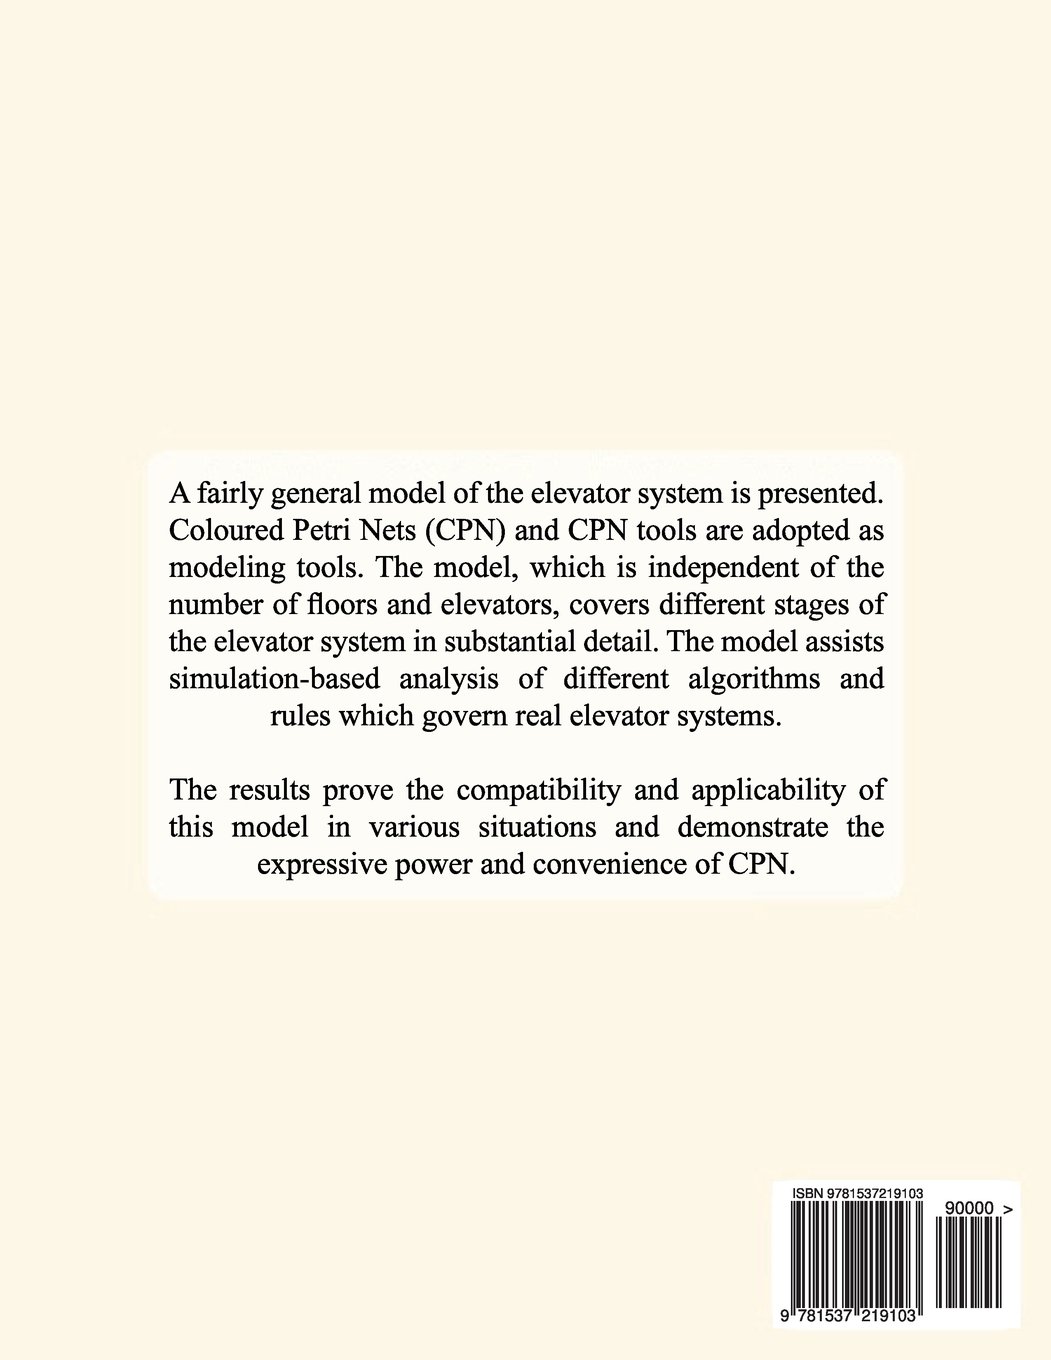 A fairly general model of the elevator system is presented.
Coloured Petri Nets (CPN) and CPN tools are adopted as
modeling tools. The model, which is independent of the
number of floors and elevators, covers different stages of
the elevator system in substantial detail. The model assists
simulation-based analysis of different algorithms and
rules which govern real elevator systems.
The results prove the compatibility and applicability of
this model in various situations and demonstrate the
expressive power and convenience of CPN.
ISBN 9781537219103
90000 >
9 781537 219103